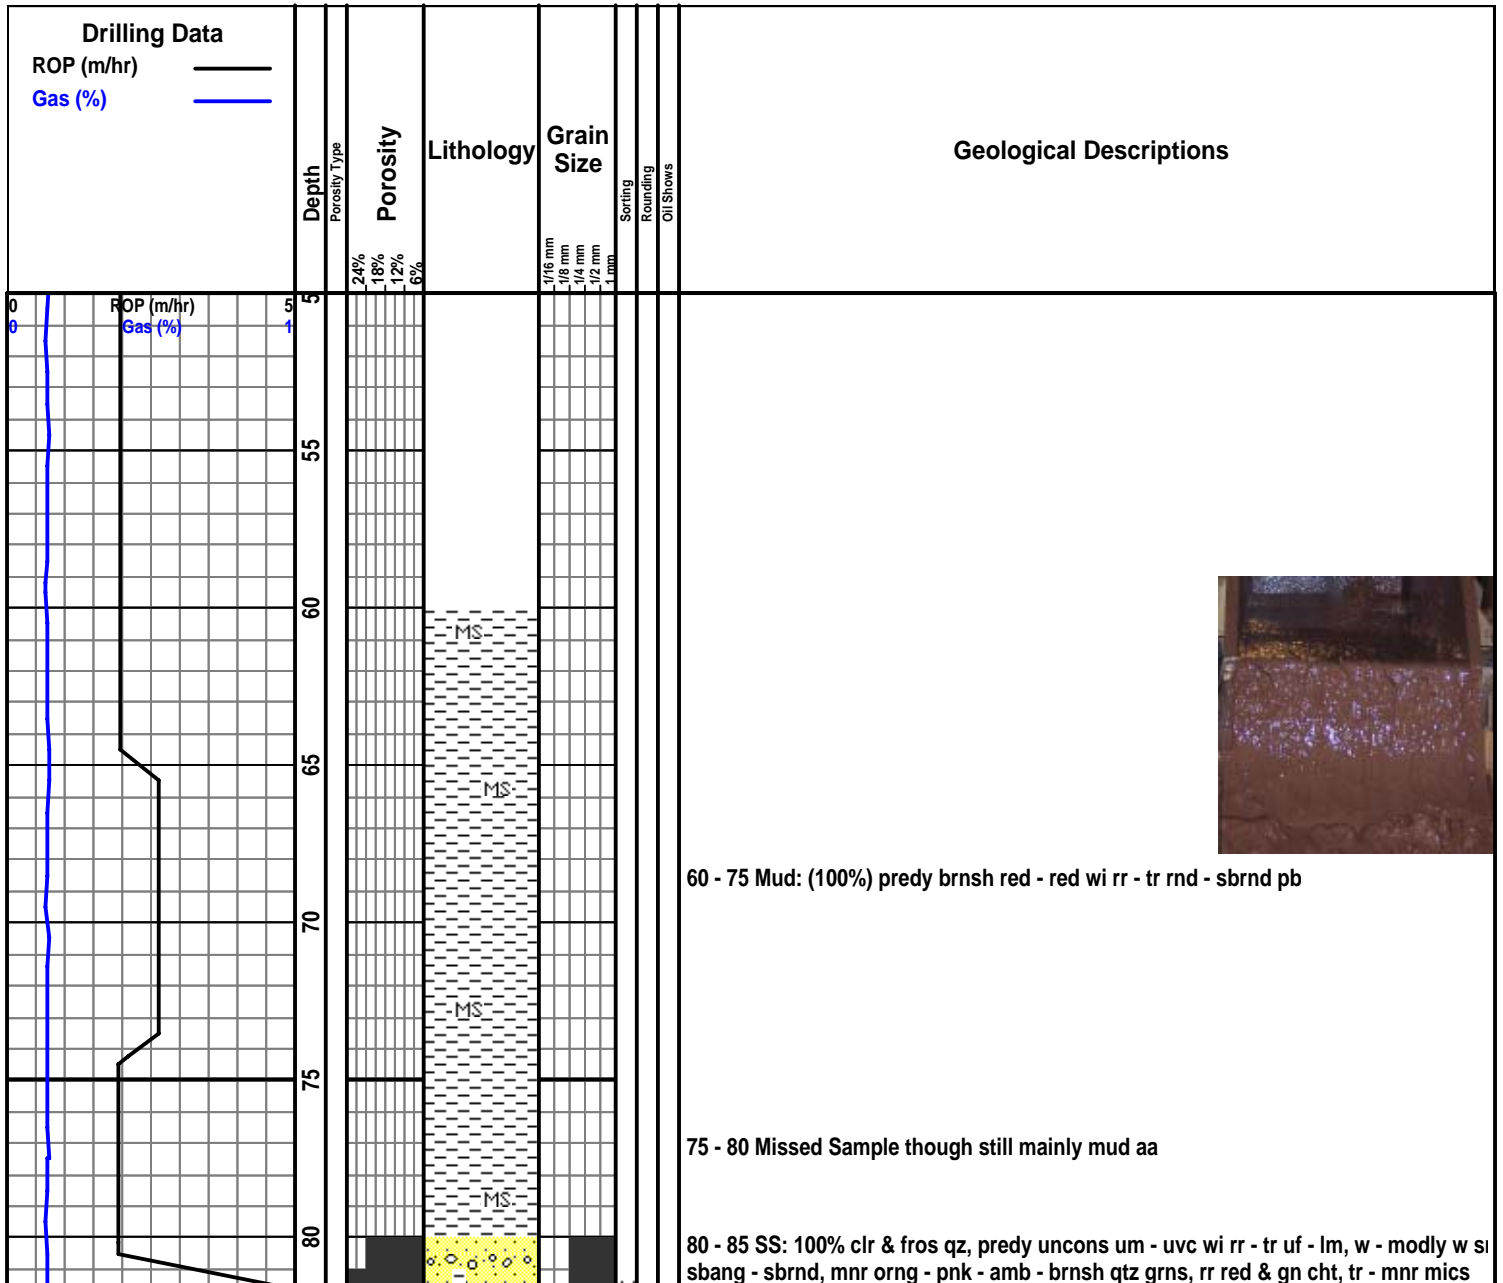 Drilling Data
ROP (m/hr)
Gas (%)
Depth
Porosity Type
Porosity
24%
18%
12%
6%
Lithology
Grain Size
1/16 mm
1/8 mm
1/4 mm
1/2 mm
1 mm
Sorting
Rounding
Oil Shows
Geological Descriptions
0 ROP (m/hr) 5
0 Gas (%) 1
5
55
60
MS
65
MS
60 - 75 Mud: (100%) predy brnsh red - red wi rr - tr rnd - sbrnd pb
70
MS
75
75 - 80 Missed Sample though still mainly mud aa
MS
80
80 - 85 SS: 100% clr & fros qz, predy uncons um - uvc wi rr - tr uf - lm, w - modly w
sbang - sbrnd, mnr orng - pnk - amb - brnsh qtz grns, rr red & gn cht, tr - mnr mics